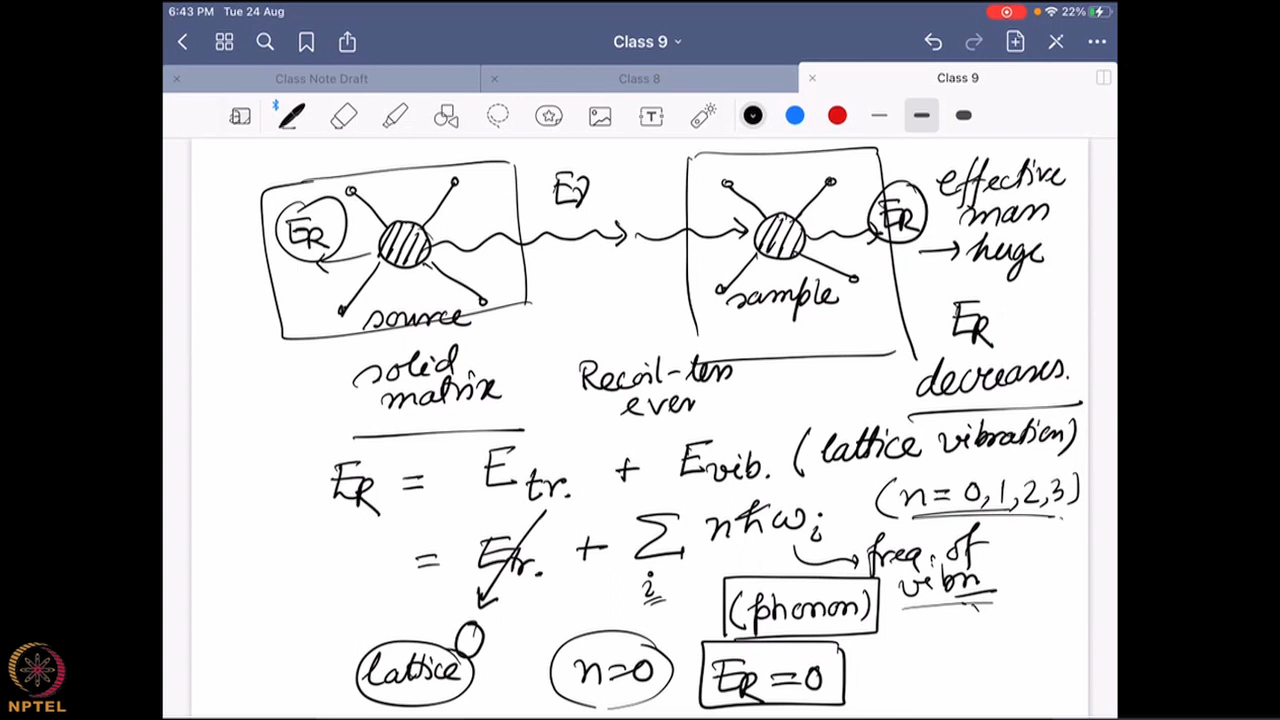 6:43 PM Tue 24 Aug
22%
Class 9
Class Note Draft
Class 8
Class 9
T
ER
Eγ
ER
effective
mass
→ huge
source
sample
ER
decreases.
solid
matrix
Recoil-less
even
ER = Etr. + Evib. (lattice vibration)
(n = 0, 1, 2, 3)
= Etr. + Σ i nħωi
freq. of
vibn
(phonon)
0
lattice
n=0
ER = 0
NPTEL